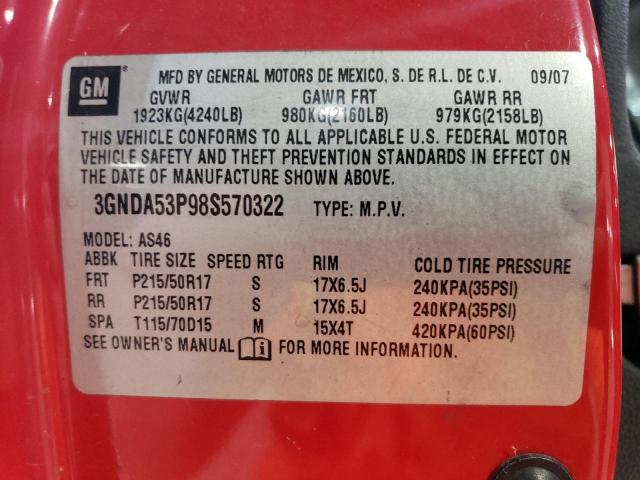 GM ® MFD BY GENERAL MOTORS DE MEXICO, S. DE R.L. DE C.V. 09/07
GVWR GAWR FRT GAWR RR
1923KG(4240LB) 980KG(2160LB) 979KG(2158LB)
THIS VEHICLE CONFORMS TO ALL APPLICABLE U.S. FEDERAL MOTOR
VEHICLE SAFETY AND THEFT PREVENTION STANDARDS IN EFFECT ON
THE DATE OF MANUFACTURE SHOWN ABOVE.
3GNDA53P98S570322 TYPE: M.P.V.
MODEL: AS46
ABBK TIRE SIZE SPEED RTG RIM COLD TIRE PRESSURE
FRT P215/50R17 S 17X6.5J 240KPA(35PSI)
RR P215/50R17 S 17X6.5J 240KPA(35PSI)
SPA T115/70D15 M 15X4T 420KPA(60PSI)
SEE OWNER'S MANUAL i FOR MORE INFORMATION.